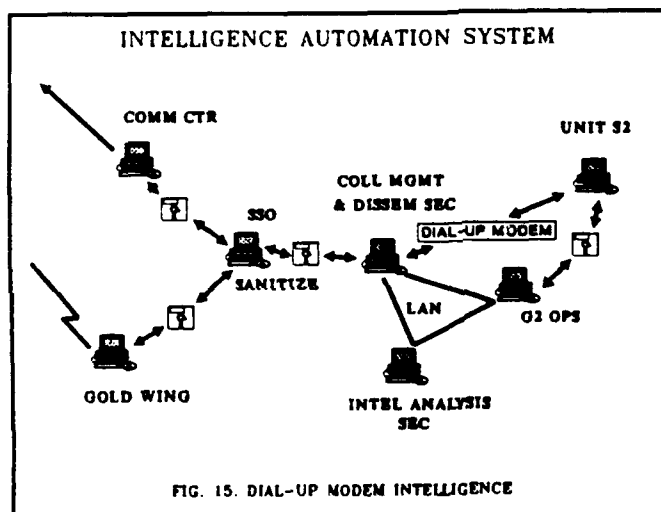 INTELLIGENCE AUTOMATION SYSTEM
COMM CTR
UNIT S2
SSO
COLL MGMT
& DISSEM SEC
DIAL-UP MODEM
SANITIZE
LAN
G2 OPS
GOLD WING
INTEL ANALYSIS
SEC
FIG. 15. DIAL-UP MODEM INTELLIGENCE